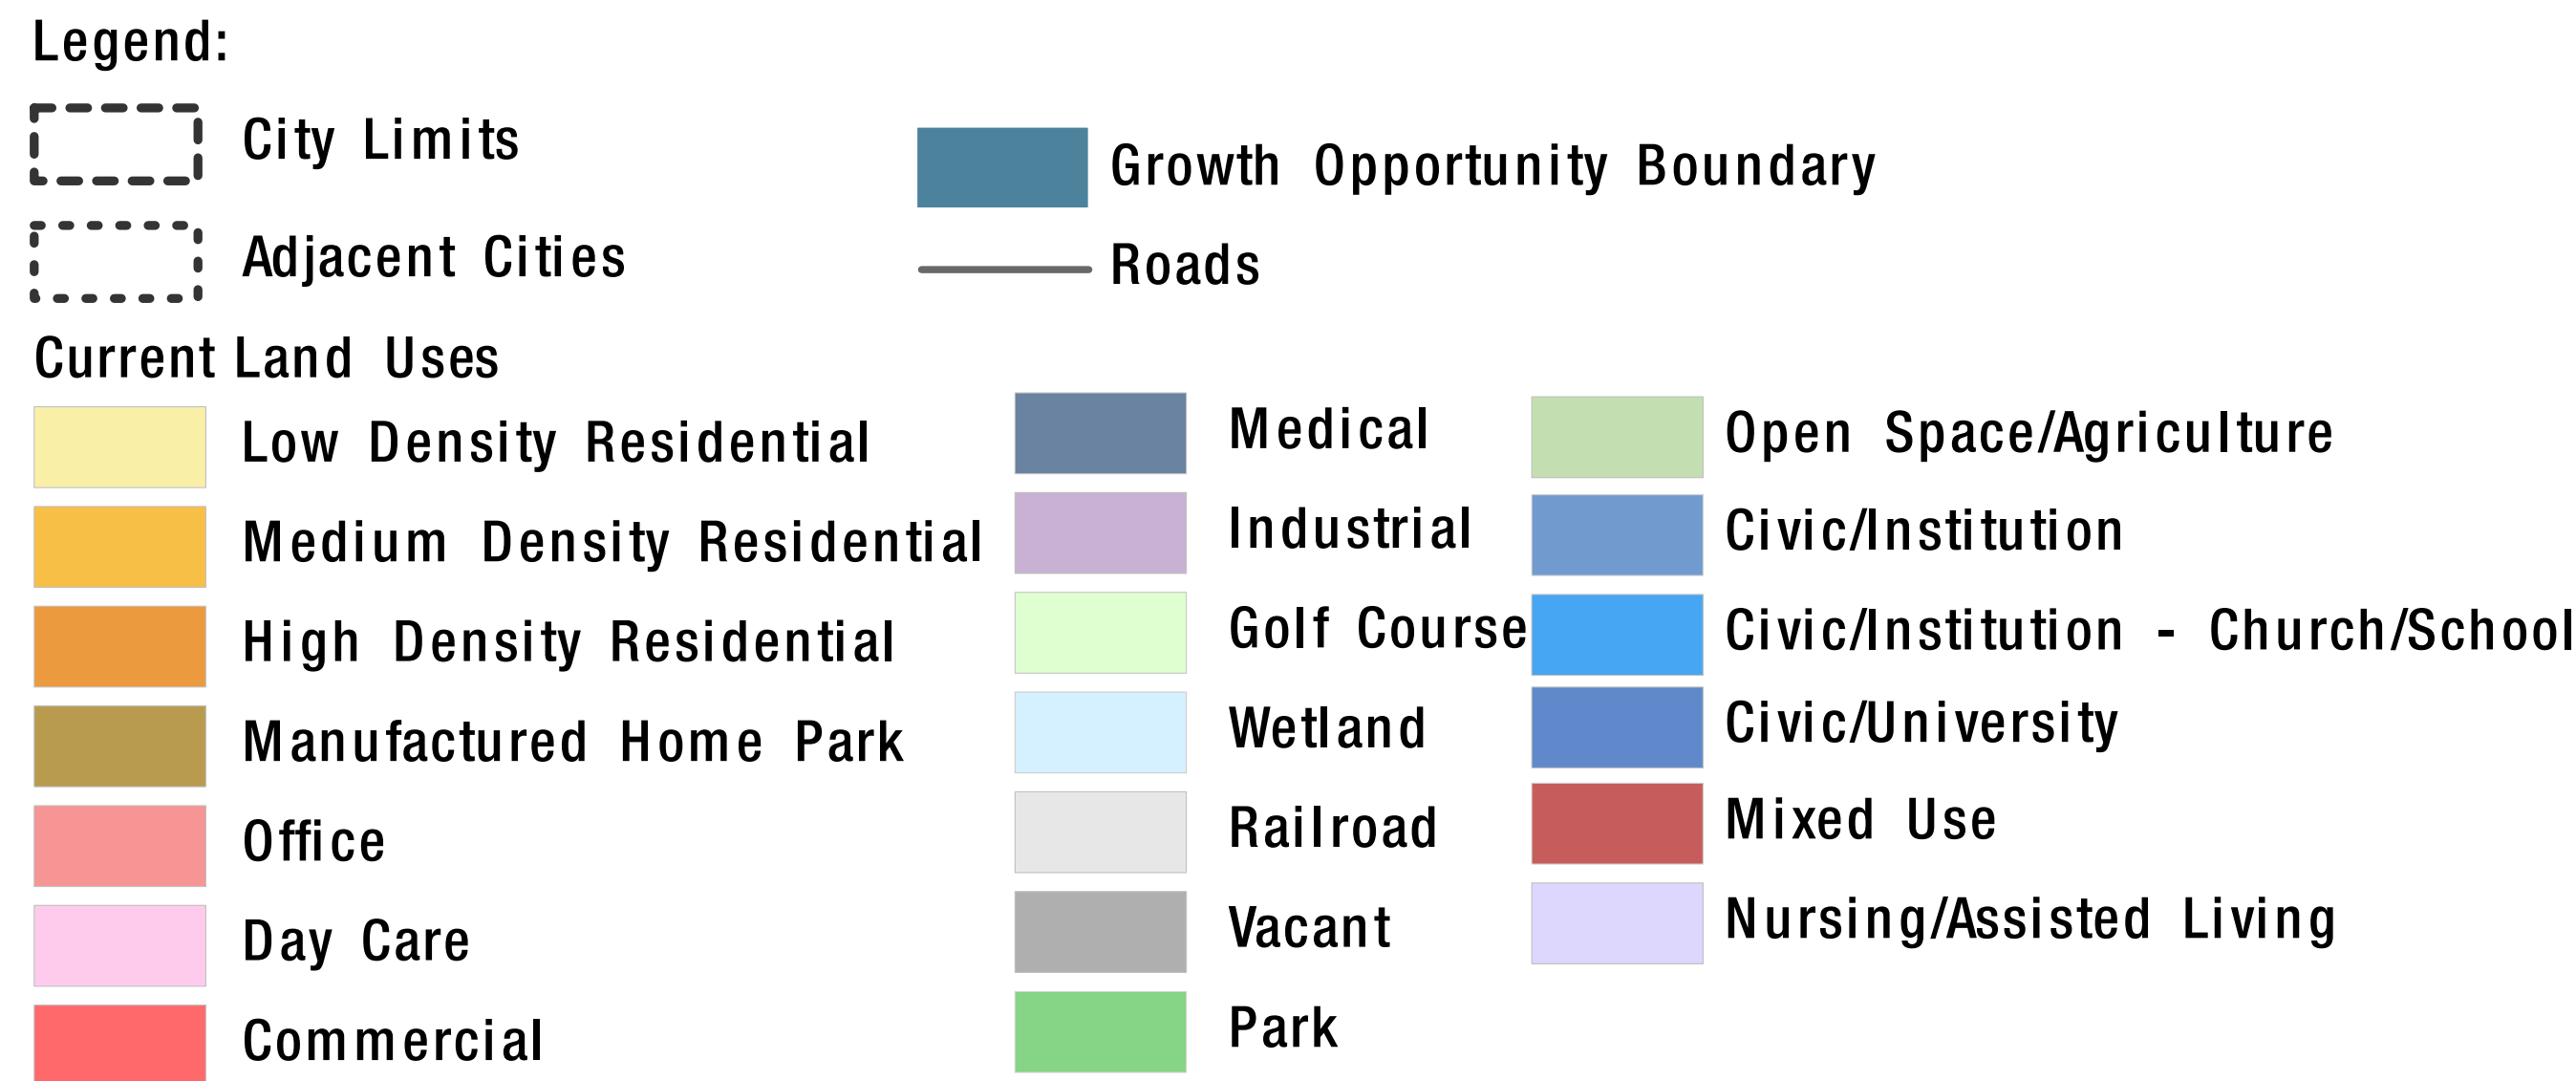 Legend:
City Limits
Adjacent Cities
Growth Opportunity Boundary
Roads
Current Land Uses
Low Density Residential
Medium Density Residential
High Density Residential
Manufactured Home Park
Office
Day Care
Commercial
Medical
Industrial
Golf Course
Wetland
Railroad
Vacant
Park
Open Space/Agriculture
Civic/Institution
Civic/Institution - Church/School
Civic/University
Mixed Use
Nursing/Assisted Living